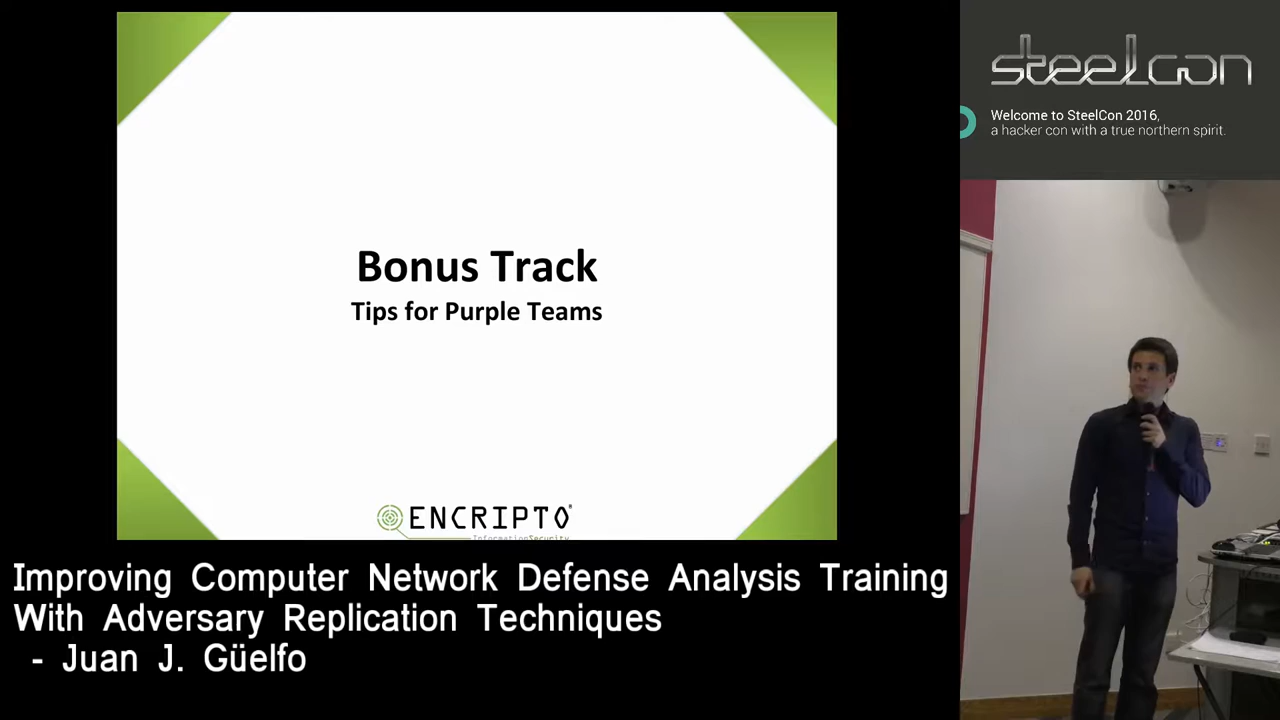 Bonus Track
Tips for Purple Teams
ENCRIPTO
InformationSecurity
steelcon
Welcome to SteelCon 2016,
a hacker con with a true northern spirit.
Improving Computer Network Defense Analysis Training
With Adversary Replication Techniques
- Juan J. Güelfo